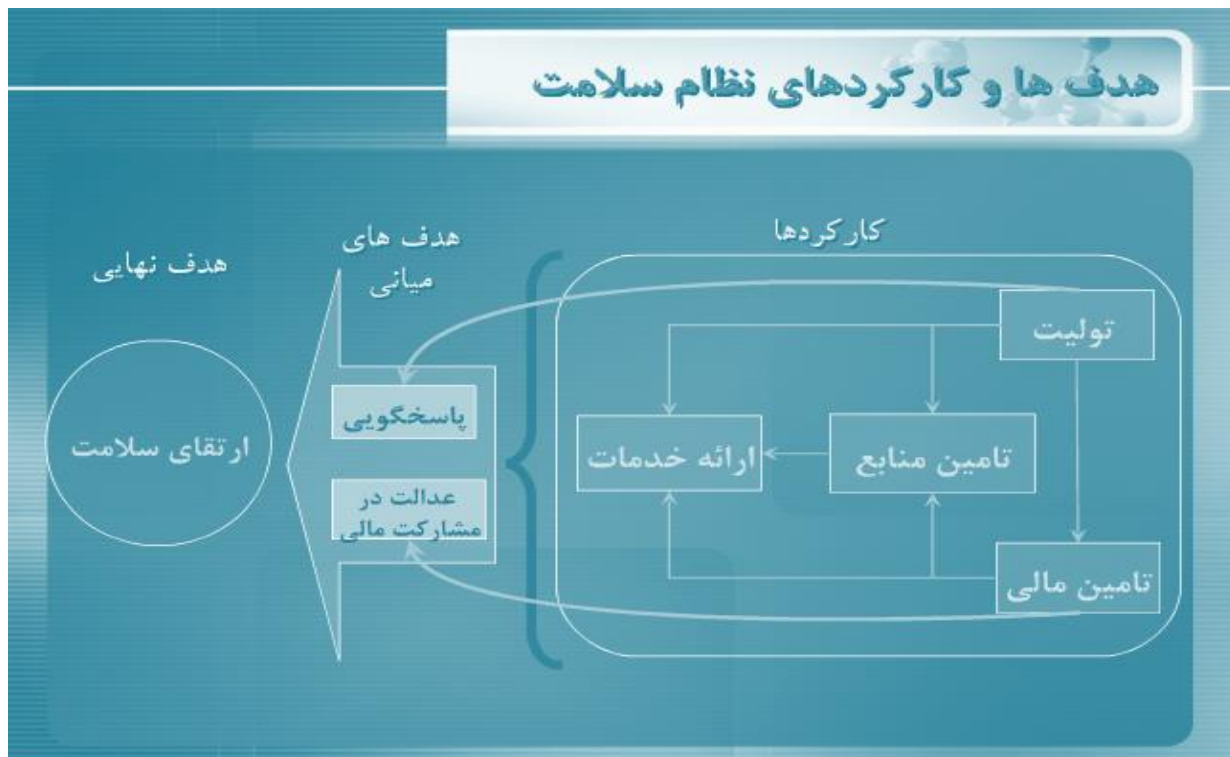 هدف ها و کارکردهای نظام سلامت
کارکردها
هدف های
میانی
هدف نهایی
تولیت
تامین منابع
ارائه خدمات
تامین مالی
پاسخگویی
عدالت در
مشارکت مالی
ارتقای سلامت